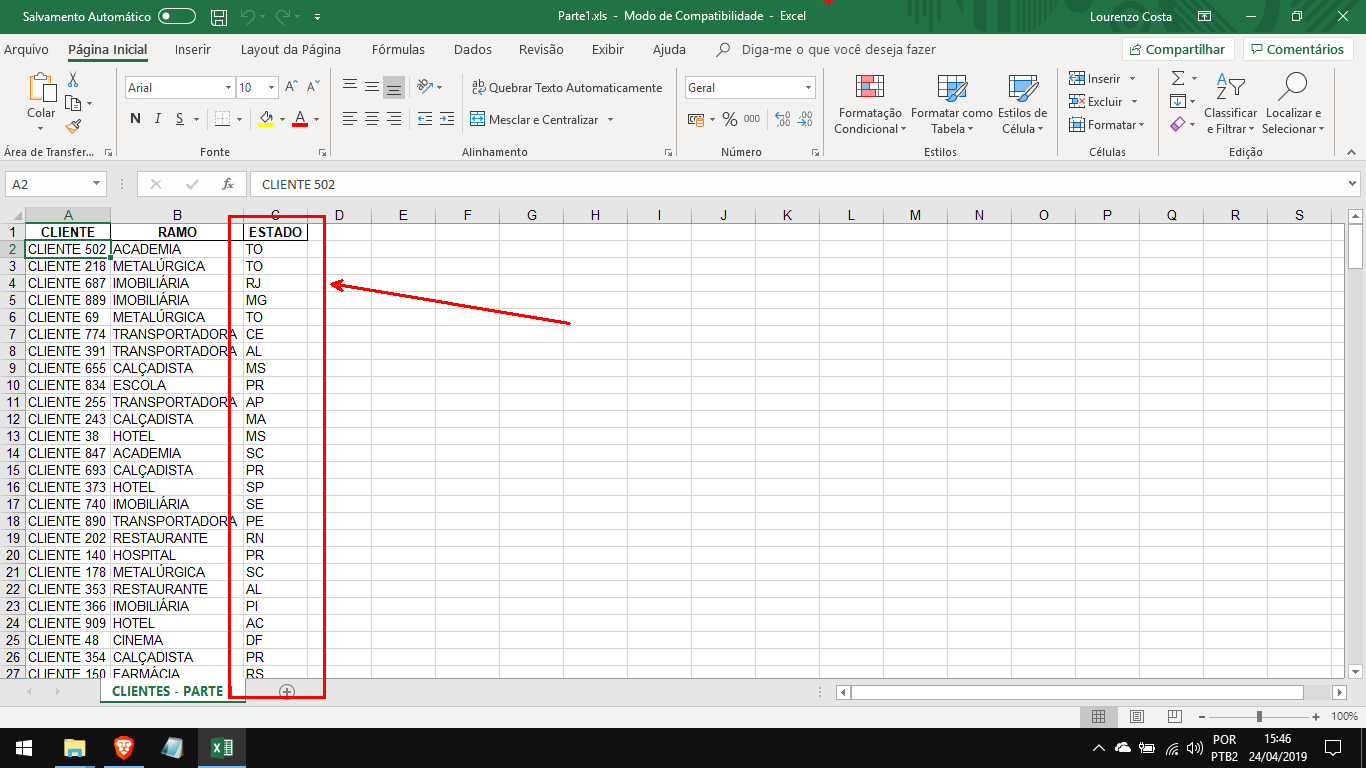 Salvamento Automático
Parte1.xls - Modo de Compatibilidade - Excel
Lourenzo Costa
Arquivo Página Inicial Inserir Layout da Página Fórmulas Dados Revisão Exibir Ajuda Diga-me o que você deseja fazer
Compartilhar Comentários
Colar
Área de Transfer...
Arial 10
N I S
A
Fonte
Quebrar Texto Automaticamente
Mesclar e Centralizar
Alinhamento
Geral
% 000
Número
Formatação Condicional
Formatar como Tabela
Estilos de Célula
Estilos
Inserir
Excluir
Formatar
Células
Classificar e Filtrar
Localizar e Selecionar
Edição
A2 fx CLIENTE 502
A B C D E F G H I J K L M N O P Q R S
1 CLIENTE RAMO ESTADO
2 CLIENTE 502 ACADEMIA TO
3 CLIENTE 218 METALÚRGICA TO
4 CLIENTE 687 IMOBILIÁRIA RJ
5 CLIENTE 889 IMOBILIÁRIA MG
6 CLIENTE 69 METALÚRGICA TO
7 CLIENTE 774 TRANSPORTADORA CE
8 CLIENTE 391 TRANSPORTADORA AL
9 CLIENTE 655 CALÇADISTA MS
10 CLIENTE 834 ESCOLA PR
11 CLIENTE 255 TRANSPORTADORA AP
12 CLIENTE 243 CALÇADISTA MA
13 CLIENTE 38 HOTEL MS
14 CLIENTE 847 ACADEMIA SC
15 CLIENTE 693 CALÇADISTA PR
16 CLIENTE 373 HOTEL SP
17 CLIENTE 740 IMOBILIÁRIA SE
18 CLIENTE 890 TRANSPORTADORA PE
19 CLIENTE 202 RESTAURANTE RN
20 CLIENTE 140 HOSPITAL PR
21 CLIENTE 178 METALÚRGICA SC
22 CLIENTE 353 RESTAURANTE AL
23 CLIENTE 366 IMOBILIÁRIA PI
24 CLIENTE 909 HOTEL AC
25 CLIENTE 48 CINEMA DF
26 CLIENTE 354 CALÇADISTA PR
27 CLIENTE 150 FARMÁCIA RS
CLIENTES - PARTE
100%
POR
PTB2
15:46
24/04/2019